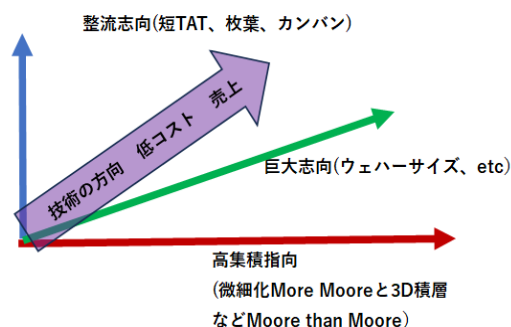 整流志向(短TAT、枚葉、カンバン)
技術の方向 低コスト 売上
巨大志向(ウェハーサイズ、etc)
高集積指向
(微細化More Mooreと3D積層
などMoore than Moore)